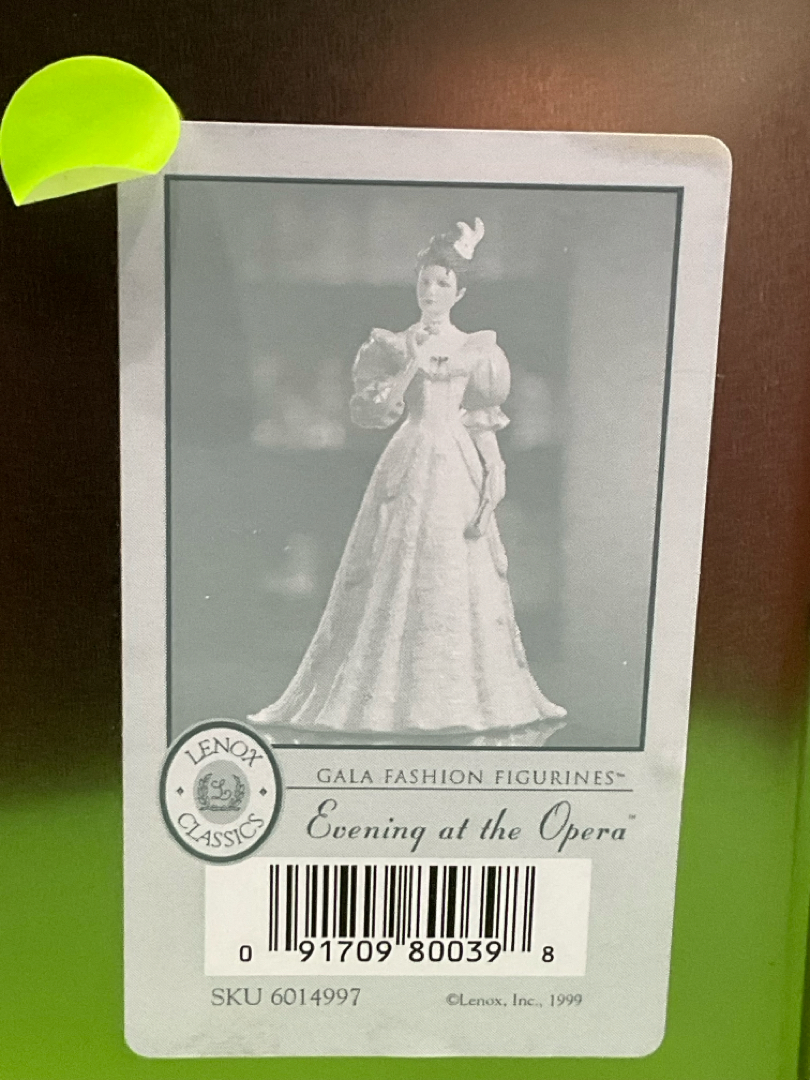 LENOX
L
CLASSICS
GALA FASHION FIGURINES™
Evening at the Opera™
0 91709 80039 8
SKU 6014997
©Lenox, Inc., 1999